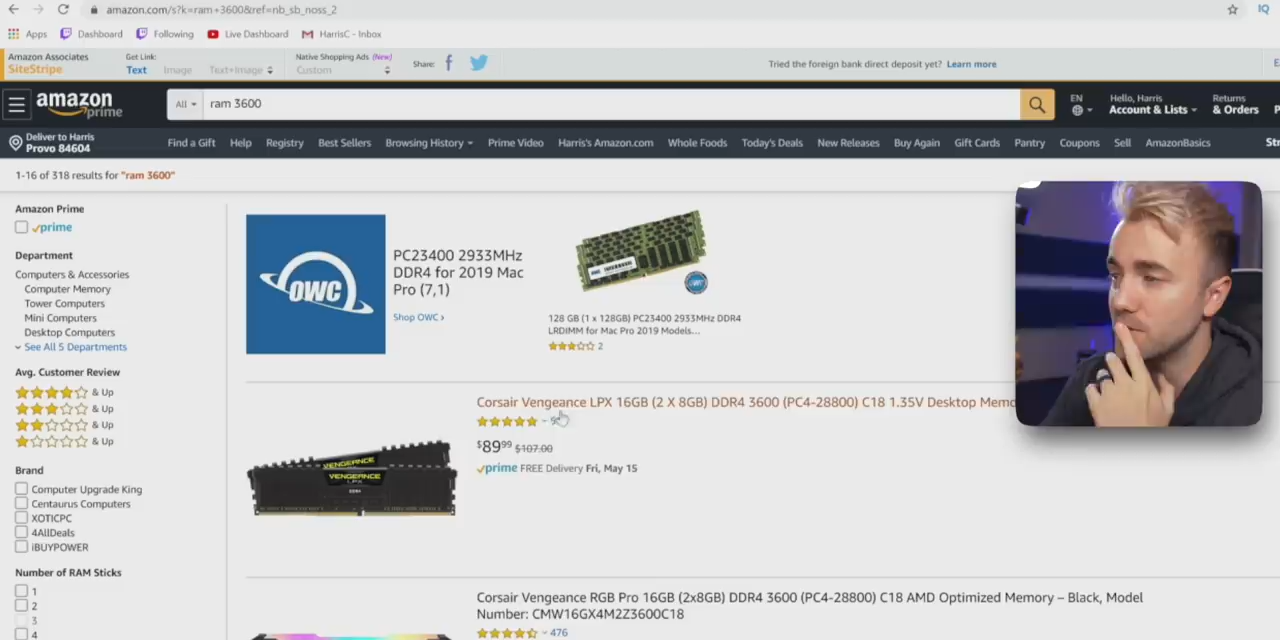 amazon.com/s?k=ram+3600&ref=nb_sb_noss_2
Apps Dashboard Following Live Dashboard HarrisC - Inbox
Amazon Associates
SiteStripe
Get Link:
Text Image Text+Image
Native Shopping Ads (New)
Custom
Share:
Tried the foreign bank direct deposit yet? Learn more
amazon prime
All
ram 3600
EN
Hello, Harris
Account & Lists
Returns
& Orders
Deliver to Harris
Provo 84604
Find a Gift Help Registry Best Sellers Browsing History Prime Video Harris's Amazon.com Whole Foods Today's Deals New Releases Buy Again Gift Cards Pantry Coupons Sell AmazonBasics
1-16 of 318 results for "ram 3600"
Amazon Prime
prime
Department
Computers & Accessories
Computer Memory
Tower Computers
Mini Computers
Desktop Computers
See All 5 Departments
Avg. Customer Review
& Up
& Up
& Up
& Up
Brand
Computer Upgrade King
Centaurus Computers
XOTICPC
4AllDeals
iBUYPOWER
Number of RAM Sticks
1
2
3
4
OWC
PC23400 2933MHz
DDR4 for 2019 Mac
Pro (7,1)
Shop OWC ›
128 GB (1 x 128GB) PC23400 2933MHz DDR4
LRDIMM for Mac Pro 2019 Models...
2
Corsair Vengeance LPX 16GB (2 X 8GB) DDR4 3600 (PC4-28800) C18 1.35V Desktop
$89⁹⁹ $107.00
prime FREE Delivery Fri, May 15
VENGEANCE
VENGEANCE
LPX
DDR4
Corsair Vengeance RGB Pro 16GB (2x8GB) DDR4 3600 (PC4-28800) C18 AMD Optimized Memory – Black, Model
Number: CMW16GX4M2Z3600C18
476